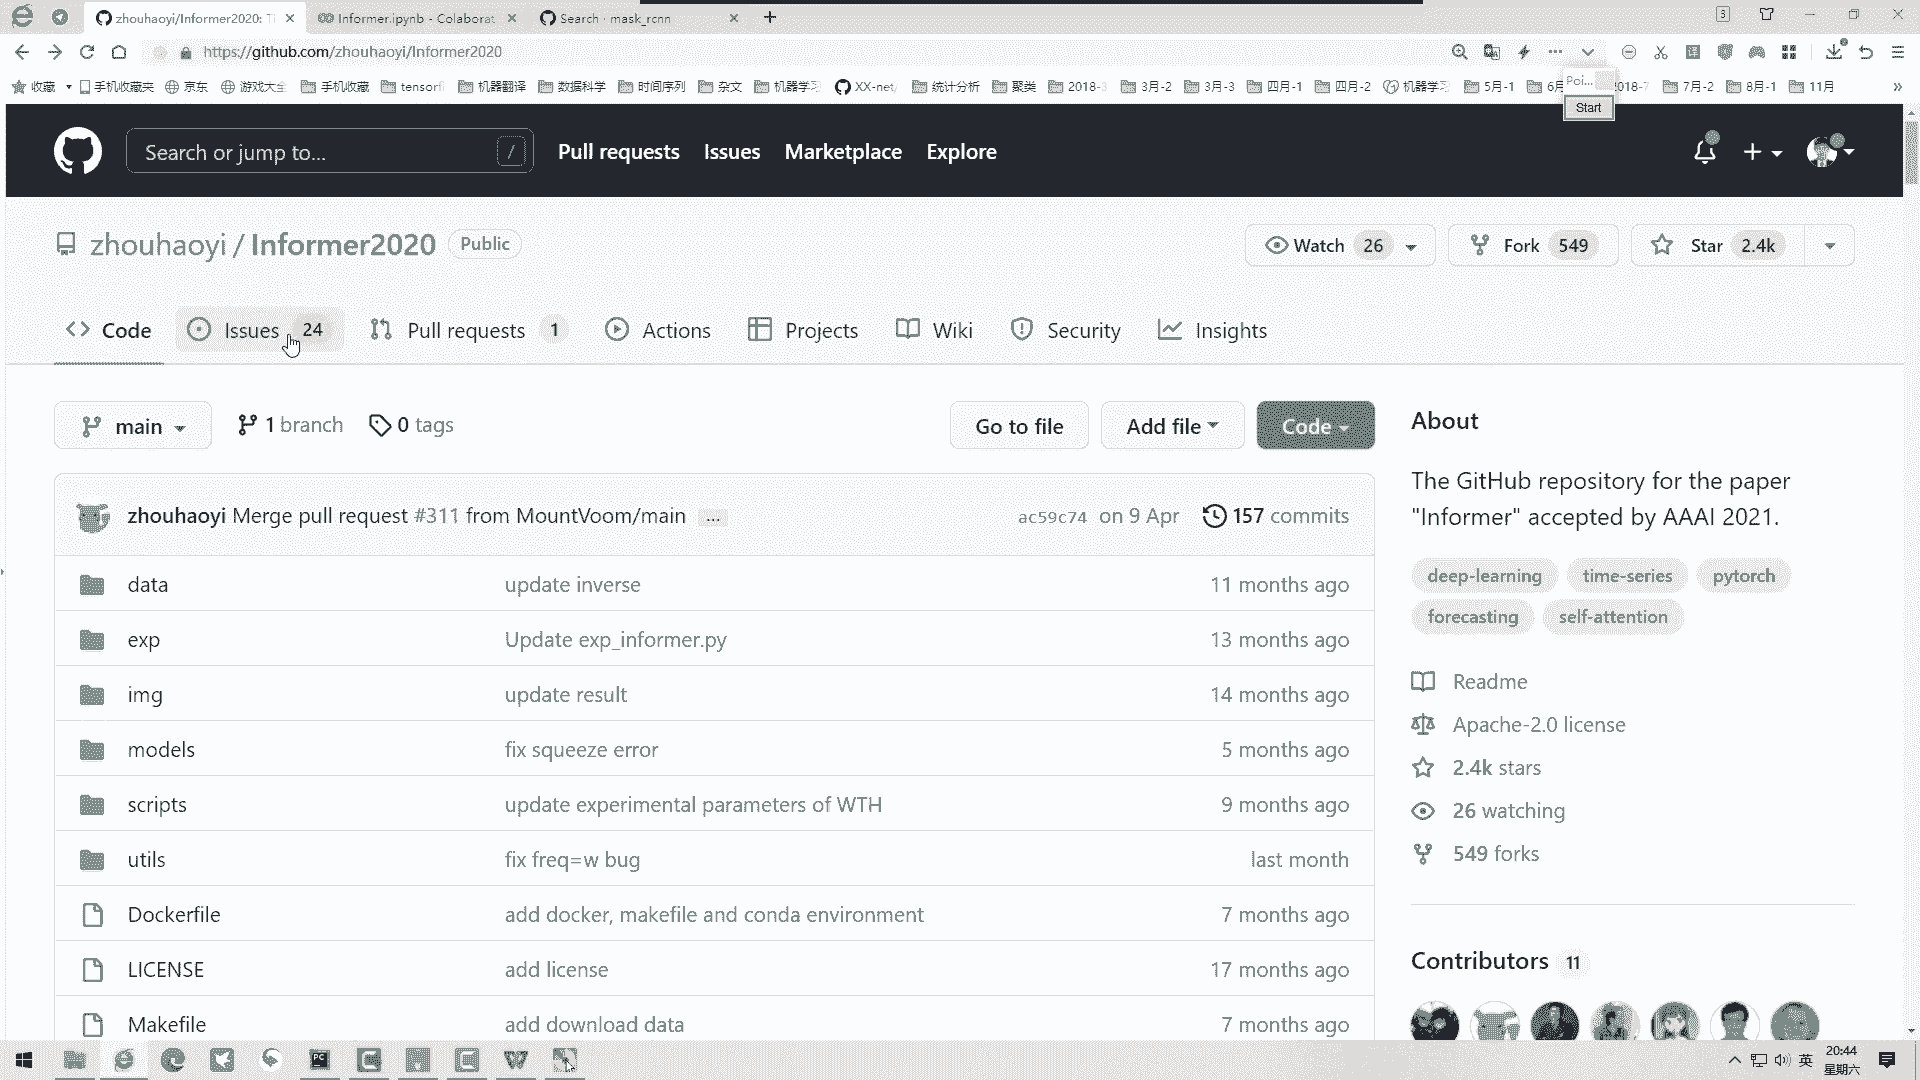 zhouhaoyi/Informer2020: T
Informer.ipynb - Colaborat
Search · mask_rcnn
3
https://github.com/zhouhaoyi/Informer2020
收藏 手机收藏夹 京东 游戏大全 手机收藏 tensorfl 机器翻译 数据科学 时间序列 杂文 机器学习 XX-net/ 统计分析 聚类 2018-3 3月-2 3月-3 四月-1 四月-2 机器学习 5月-1 6月 2018-7 7月-2 8月-1 11月 »
Poi...
Start
Search or jump to... /
Pull requests Issues Marketplace Explore
zhouhaoyi / Informer2020 Public
Watch 26 Fork 549 Star 2.4k
Code Issues 24 Pull requests 1 Actions Projects Wiki Security Insights
main 1 branch 0 tags Go to file Add file Code
zhouhaoyi Merge pull request #311 from MountVoom/main ... ac59c74 on 9 Apr 157 commits
data update inverse 11 months ago
exp Update exp_informer.py 13 months ago
img update result 14 months ago
models fix squeeze error 5 months ago
scripts update experimental parameters of WTH 9 months ago
utils fix freq=w bug last month
Dockerfile add docker, makefile and conda environment 7 months ago
LICENSE add license 17 months ago
Makefile add download data 7 months ago
About
The GitHub repository for the paper
"Informer" accepted by AAAI 2021.
deep-learning time-series pytorch
forecasting self-attention
Readme
Apache-2.0 license
2.4k stars
26 watching
549 forks
Contributors 11
PC
英
20:44
星期六